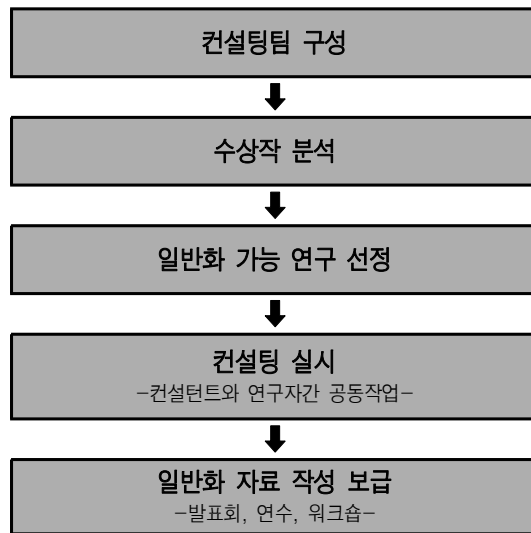 컨설팅팀 구성
수상작 분석
일반화 가능 연구 선정
컨설팅 실시
-컨설턴트와 연구자간 공동작업-
일반화 자료 작성 보급
-발표회, 연수, 워크숍-